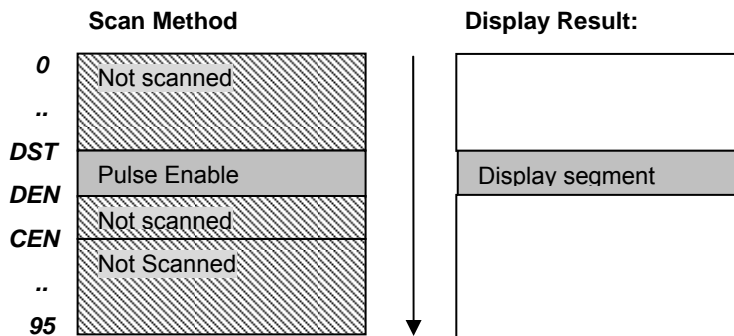 Scan Method
Display Result:
0
Not scanned
..
DST
Pulse Enable
Display segment
DEN
Not scanned
CEN
Not Scanned
..
95